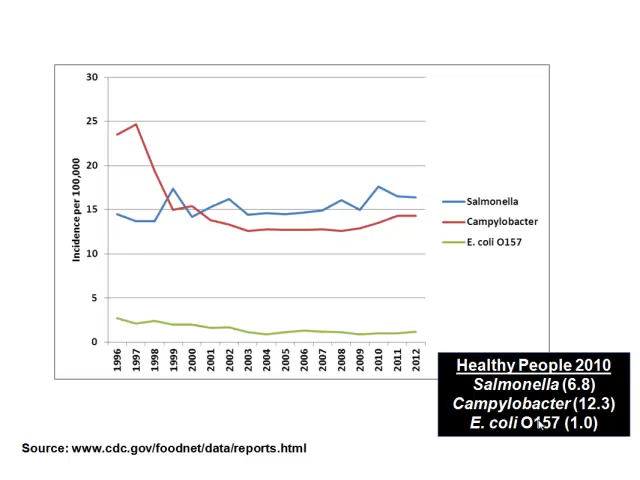 30
25
20
15
10
5
0
Incidence per 100,000
1996
1997
1998
1999
2000
2001
2002
2003
2004
2005
2006
2007
2008
2009
2010
2011
2012
Salmonella
Campylobacter
E. coli O157
Healthy People 2010
Salmonella (6.8)
Campylobacter (12.3)
E. coli O157 (1.0)
Source: www.cdc.gov/foodnet/data/reports.html